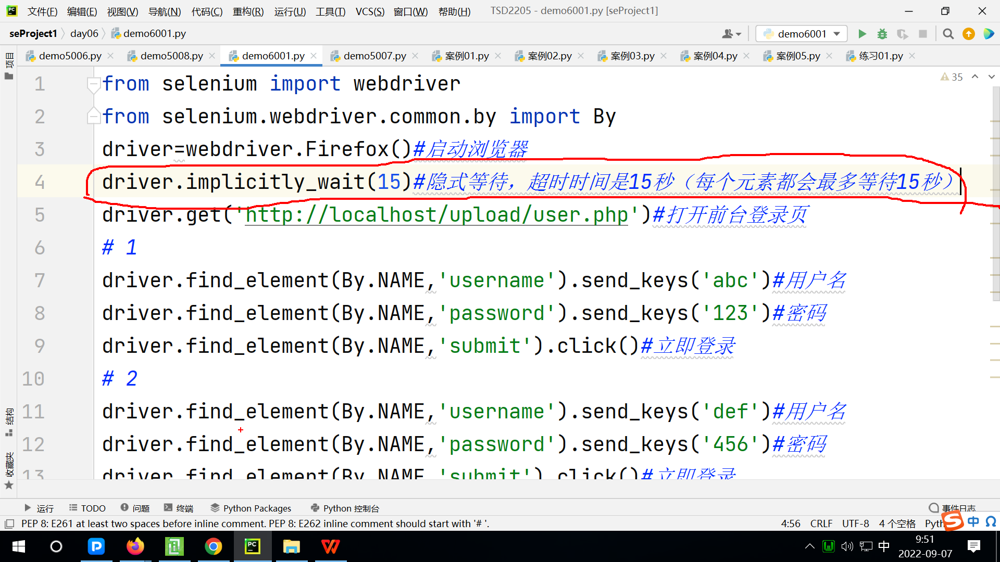 文件(F) 编辑(E) 视图(V) 导航(N) 代码(C) 重构(R) 运行(U) 工具(T) VCS(S) 窗口(W) 帮助(H) TSD2205 - demo6001.py [seProject1]
seProject1 day06 demo6001.py demo6001
demo5006.py demo5008.py demo6001.py demo5007.py 案例01.py 案例02.py 案例03.py 案例04.py 案例05.py 练习01.py
项目
35
1 from selenium import webdriver
2 from selenium.webdriver.common.by import By
3 driver=webdriver.Firefox()#启动浏览器
4 driver.implicitly_wait(15)#隐式等待，超时时间是15秒（每个元素都会最多等待15秒）
5 driver.get('http://localhost/upload/user.php')#打开前台登录页
6 # 1
7 driver.find_element(By.NAME,'username').send_keys('abc')#用户名
8 driver.find_element(By.NAME,'password').send_keys('123')#密码
9 driver.find_element(By.NAME,'submit').click()#立即登录
10 # 2
11 driver.find_element(By.NAME,'username').send_keys('def')#用户名
12 driver.find_element(By.NAME,'password').send_keys('456')#密码
13 driver.find_element(By.NAME,'submit').click()#立即登录
结构
收藏夹
运行 TODO 问题 终端 Python Packages Python 控制台 事件日志
PEP 8: E261 at least two spaces before inline comment. PEP 8: E262 inline comment should start with '# '. 4:56 CRLF UTF-8 4 个空格 Pyth 中
中 9:51
2022-09-07